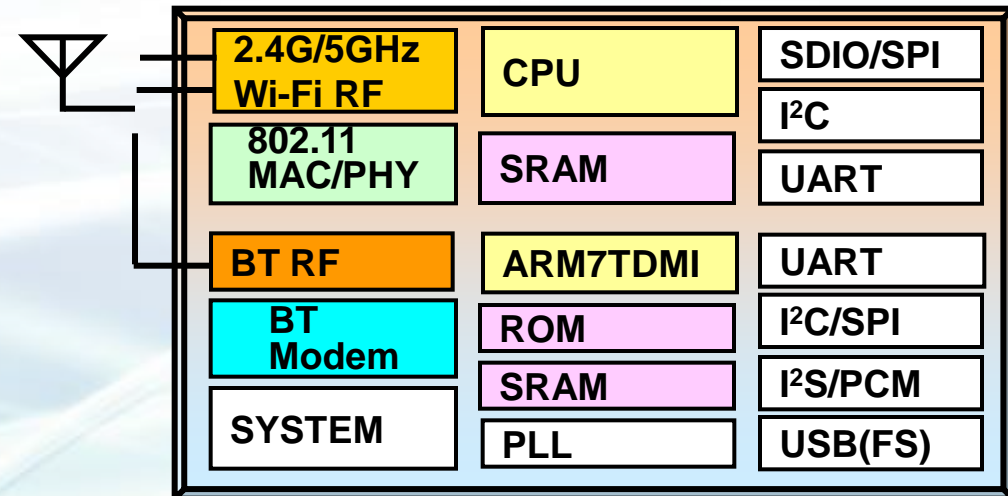 2.4G/5GHz
Wi-Fi RF
802.11
MAC/PHY
BT RF
BT
Modem
SYSTEM
CPU
SRAM
ARM7TDMI
ROM
SRAM
PLL
SDIO/SPI
I²C
UART
UART
I²C/SPI
I²S/PCM
USB(FS)